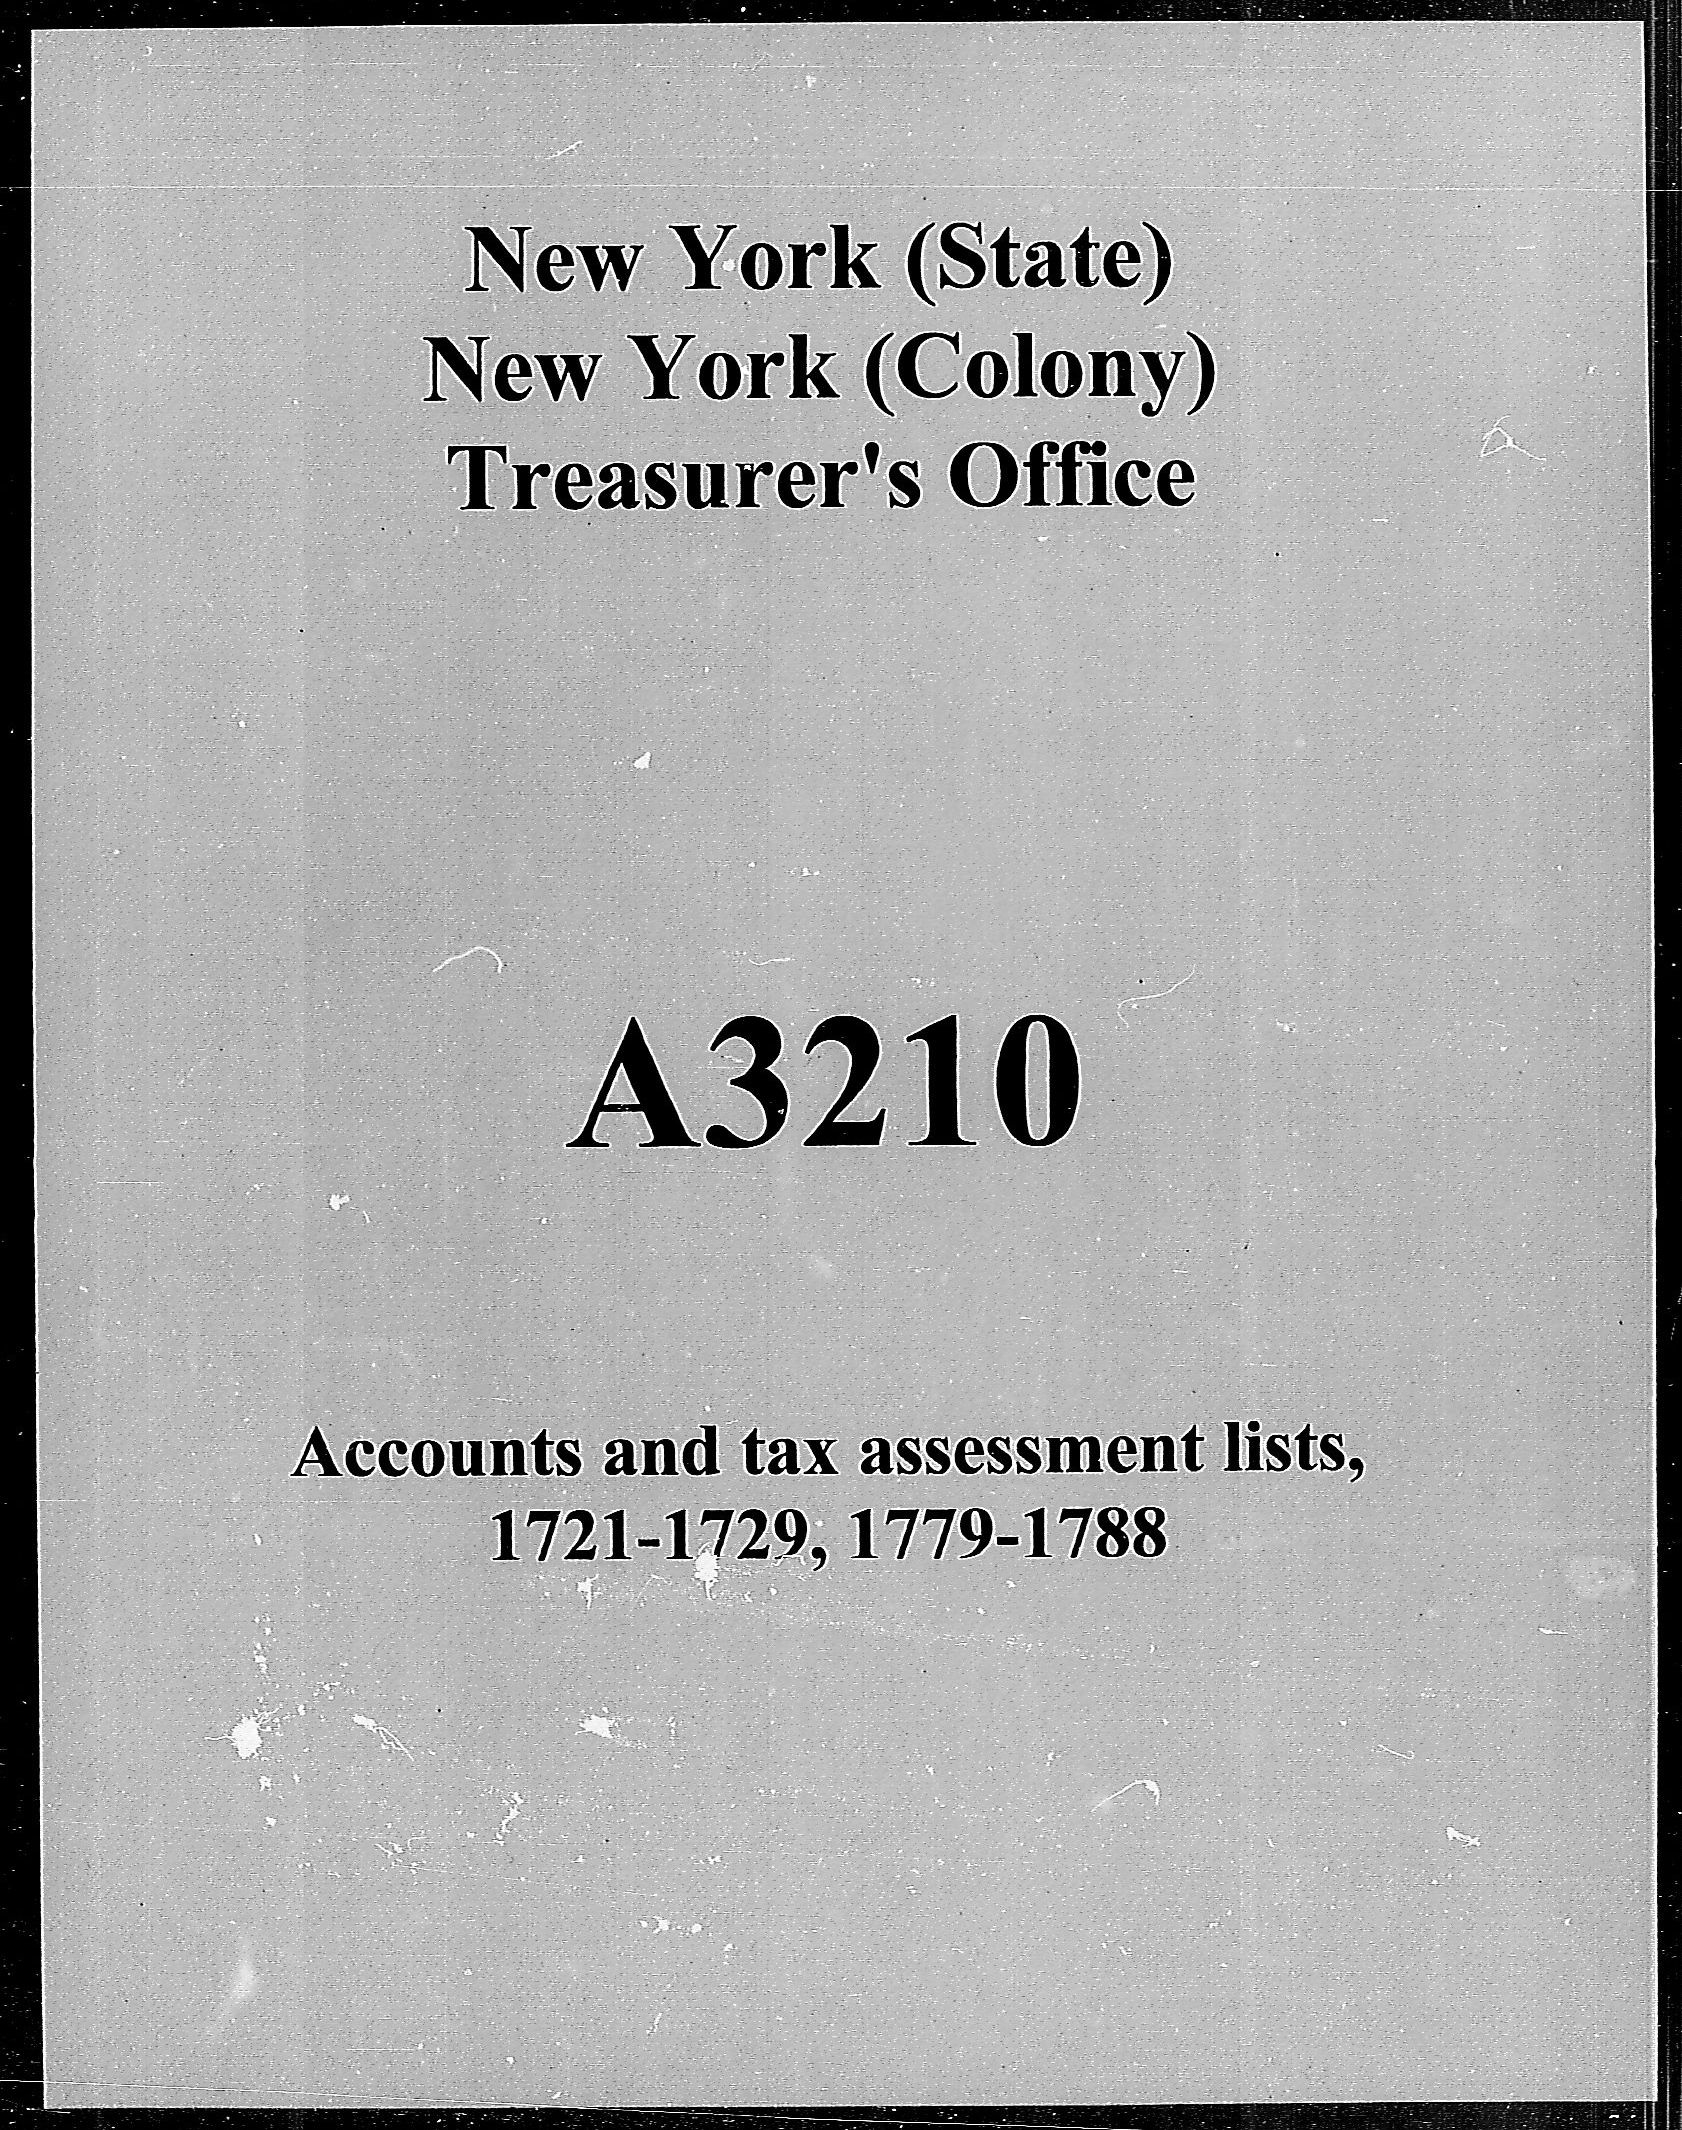 New York (State)
New York (Colony)
Treasurer's Office
A3210
Accounts and tax assessment lists,
1721-1729, 1779-1788